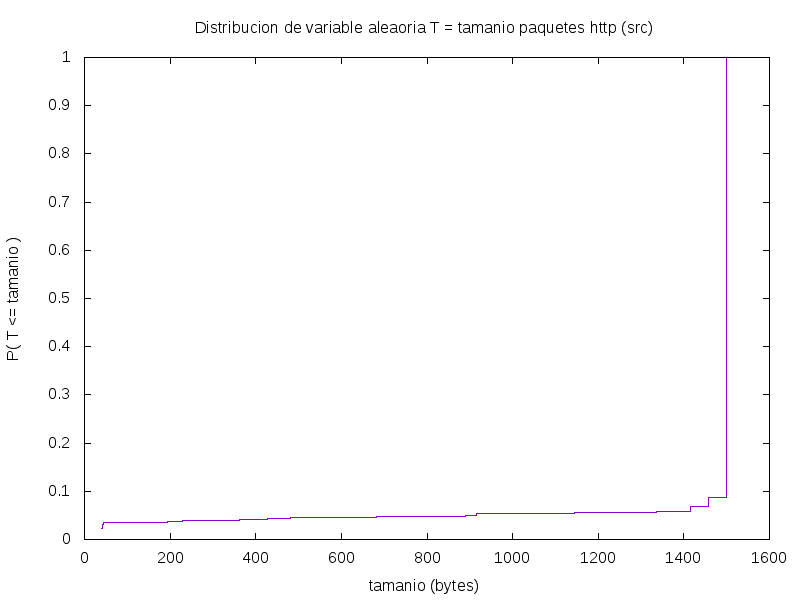 Distribucion de variable aleaoria T = tamanio paquetes http (src)
1
0.9
0.8
0.7
0.6
0.5
0.4
0.3
0.2
0.1
0
P( T <= tamanio )
0 200 400 600 800 1000 1200 1400 1600
tamanio (bytes)